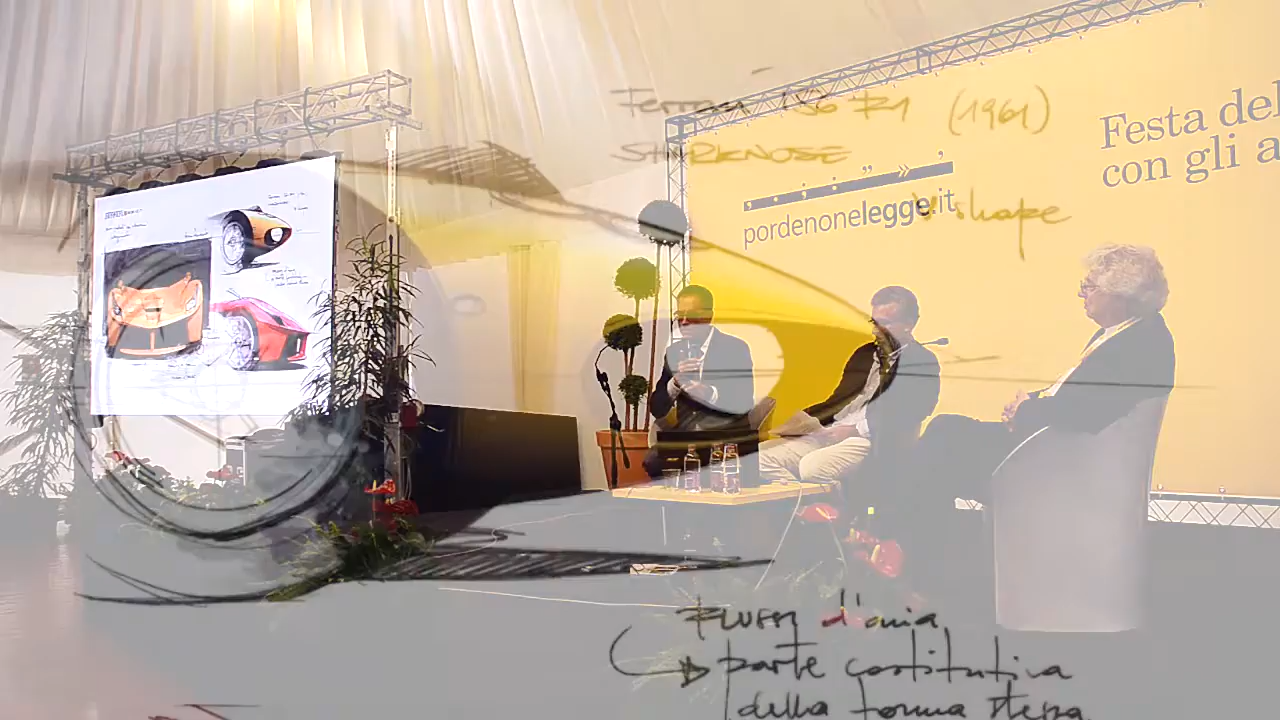 Ferrari 156 F1 (1961)
SHARKNOSE
Festa del
con gli a
pordenonelegge.it
shape
FLUSSI d'aria
parte costitutiva
della forma stessa